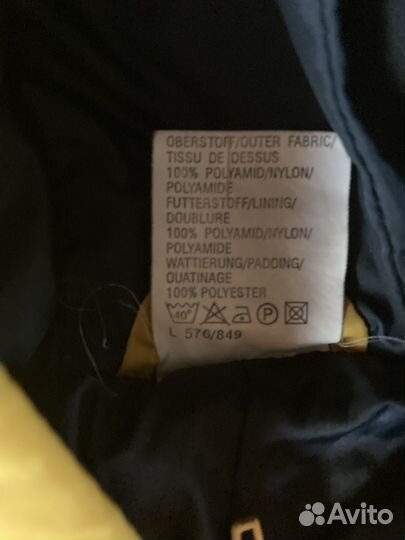 OBERSTOFF/OUTER FABRIC/
TISSU DE DESSUS
100% POLYAMID/NYLON/
POLYAMIDE
FUTTERSTOFF/LINING/
DOUBLURE
100% POLYAMID/NYLON/
POLYAMIDE
WATTIERUNG/PADDING/
OUATINAGE
100% POLYESTER
40° P
L 576/849
Avito